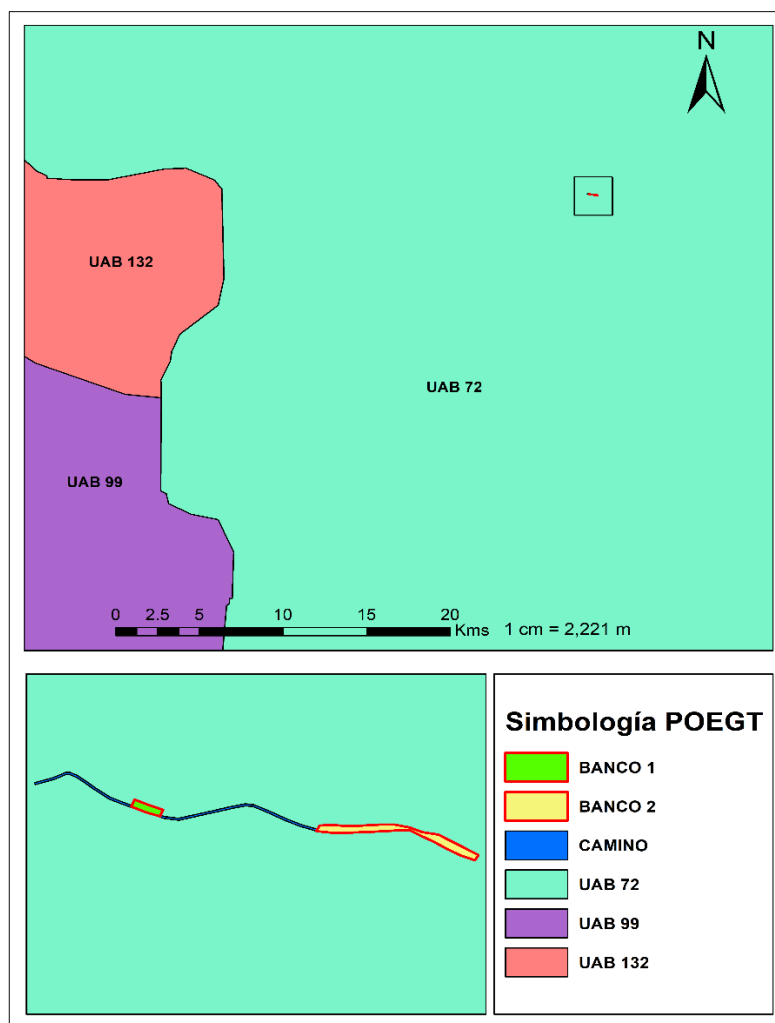 N
UAB 132
UAB 72
UAB 99
0 2.5 5 10 15 20
Kms 1 cm = 2,221 m
Simbología POEGT
BANCO 1
BANCO 2
CAMINO
UAB 72
UAB 99
UAB 132